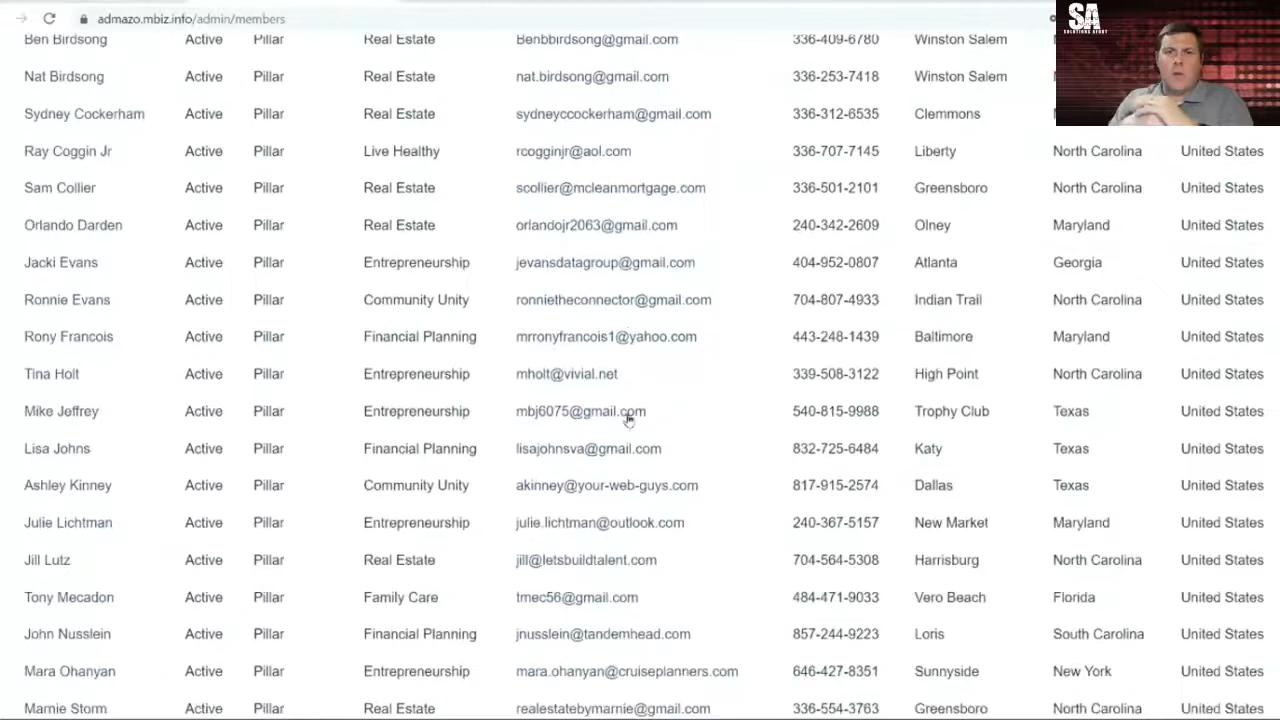 admazo.mbiz.info/admin/members
SA
SOLUTIONS AFOOT
Ben Birdsong Active Pillar Real Estate Benbbirdsong@gmail.com 336-409-6780 Winston Salem
Nat Birdsong Active Pillar Real Estate nat.birdsong@gmail.com 336-253-7418 Winston Salem
Sydney Cockerham Active Pillar Real Estate sydneyccockerham@gmail.com 336-312-6535 Clemmons
Ray Coggin Jr Active Pillar Live Healthy rcogginjr@aol.com 336-707-7145 Liberty North Carolina United States
Sam Collier Active Pillar Real Estate scollier@mcleanmortgage.com 336-501-2101 Greensboro North Carolina United States
Orlando Darden Active Pillar Real Estate orlandojr2063@gmail.com 240-342-2609 Olney Maryland United States
Jacki Evans Active Pillar Entrepreneurship jevansdatagroup@gmail.com 404-952-0807 Atlanta Georgia United States
Ronnie Evans Active Pillar Community Unity ronnietheconnector@gmail.com 704-807-4933 Indian Trail North Carolina United States
Rony Francois Active Pillar Financial Planning mrronyfrancois1@yahoo.com 443-248-1439 Baltimore Maryland United States
Tina Holt Active Pillar Entrepreneurship mholt@vivial.net 339-508-3122 High Point North Carolina United States
Mike Jeffrey Active Pillar Entrepreneurship mbj6075@gmail.com 540-815-9988 Trophy Club Texas United States
Lisa Johns Active Pillar Financial Planning lisajohnsva@gmail.com 832-725-6484 Katy Texas United States
Ashley Kinney Active Pillar Community Unity akinney@your-web-guys.com 817-915-2574 Dallas Texas United States
Julie Lichtman Active Pillar Entrepreneurship julie.lichtman@outlook.com 240-367-5157 New Market Maryland United States
Jill Lutz Active Pillar Real Estate jill@letsbuildtalent.com 704-564-5308 Harrisburg North Carolina United States
Tony Mecadon Active Pillar Family Care tmec56@gmail.com 484-471-9033 Vero Beach Florida United States
John Nusslein Active Pillar Financial Planning jnusslein@tandemhead.com 857-244-9223 Loris South Carolina United States
Mara Ohanyan Active Pillar Entrepreneurship mara.ohanyan@cruiseplanners.com 646-427-8351 Sunnyside New York United States
Marnie Storm Active Pillar Real Estate realestatebymarnie@gmail.com 336-554-3763 Greensboro North Carolina United States